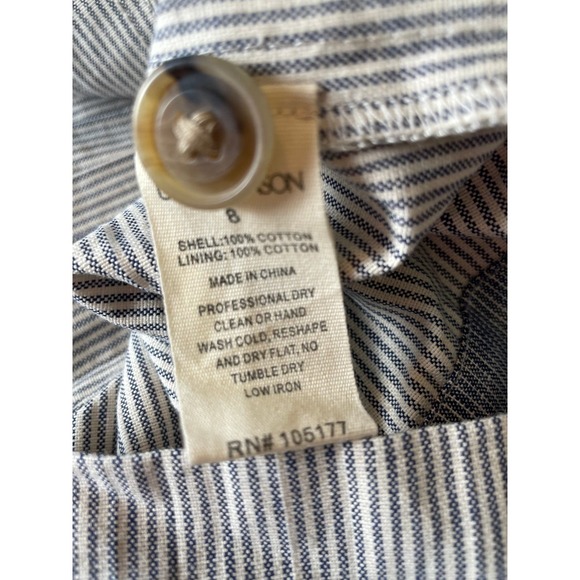 8
SHELL:100% COTTON
LINING: 100% COTTON
MADE IN CHINA
PROFESSIONAL DRY
CLEAN OR HAND
WASH COLD, RESHAPE
AND DRY FLAT, NO
TUMBLE DRY
LOW IRON
RN# 105177